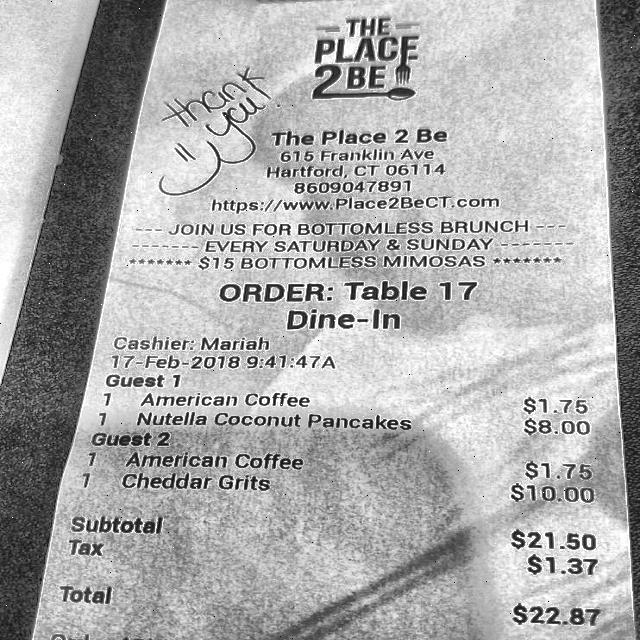 THE
PLACE
2 BE
thank
you!
The Place 2 Be
615 Franklin Ave
Hartford, CT 06114
8609047891
https://www.Place2BeCT.com
--- JOIN US FOR BOTTOMLESS BRUNCH ---
------- EVERY SATURDAY & SUNDAY -------
******* $15 BOTTOMLESS MIMOSAS *******
ORDER: Table 17
Dine-In
Cashier: Mariah
17-Feb-2018 9:41:47A
Guest 1
1 American Coffee $1.75
1 Nutella Coconut Pancakes $8.00
Guest 2
1 American Coffee $1.75
1 Cheddar Grits $10.00
Subtotal $21.50
Tax $1.37
Total $22.87